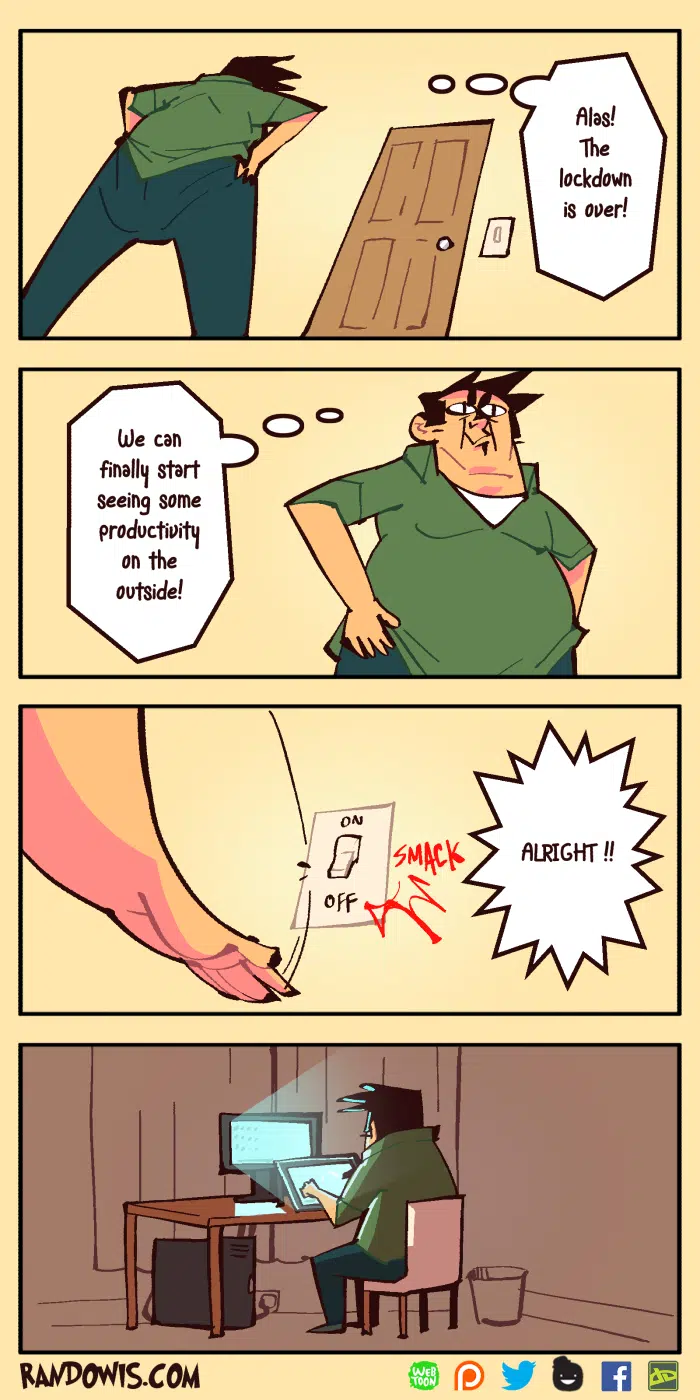 Alas!
The
lockdown
is over!
We can
finally start
seeing some
productivity
on the
outside!
ON
OFF
SMACK
ALRIGHT !!
RANDOWIS.COM
WEB
TOON